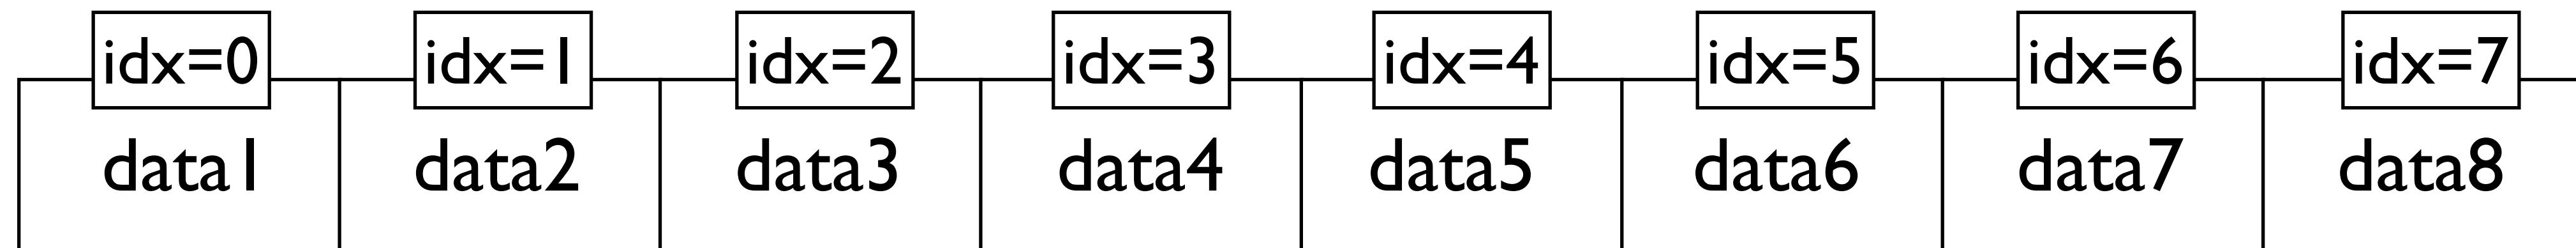 idx=0 idx=1 idx=2 idx=3 idx=4 idx=5 idx=6 idx=7
data1 data2 data3 data4 data5 data6 data7 data8